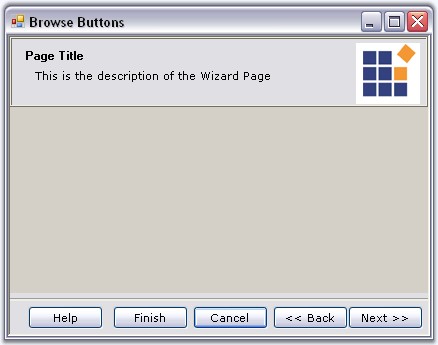 Browse Buttons
Page Title
This is the description of the Wizard Page
Help Finish Cancel << Back Next >>